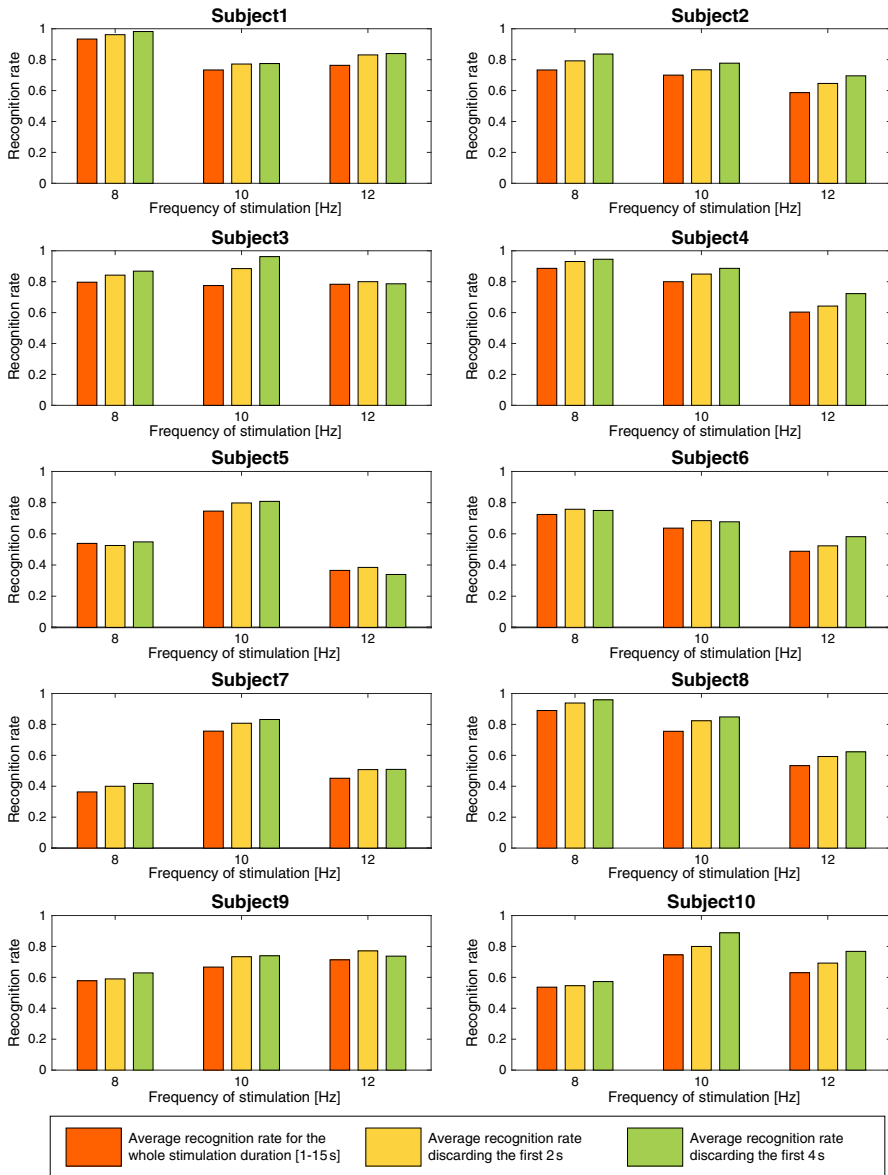 Subject1
Recognition rate
1
0.8
0.6
0.4
0.2
0
8 10 12
Frequency of stimulation [Hz]
Subject2
Recognition rate
1
0.8
0.6
0.4
0.2
0
8 10 12
Frequency of stimulation [Hz]
Subject3
Recognition rate
1
0.8
0.6
0.4
0.2
0
8 10 12
Frequency of stimulation [Hz]
Subject4
Recognition rate
1
0.8
0.6
0.4
0.2
0
8 10 12
Frequency of stimulation [Hz]
Subject5
Recognition rate
1
0.8
0.6
0.4
0.2
0
8 10 12
Frequency of stimulation [Hz]
Subject6
Recognition rate
1
0.8
0.6
0.4
0.2
0
8 10 12
Frequency of stimulation [Hz]
Subject7
Recognition rate
1
0.8
0.6
0.4
0.2
0
8 10 12
Frequency of stimulation [Hz]
Subject8
Recognition rate
1
0.8
0.6
0.4
0.2
0
8 10 12
Frequency of stimulation [Hz]
Subject9
Recognition rate
1
0.8
0.6
0.4
0.2
0
8 10 12
Frequency of stimulation [Hz]
Subject10
Recognition rate
1
0.8
0.6
0.4
0.2
0
8 10 12
Frequency of stimulation [Hz]
Average recognition rate for the
whole stimulation duration [1-15s]
Average recognition rate
discarding the first 2s
Average recognition rate
discarding the first 4s